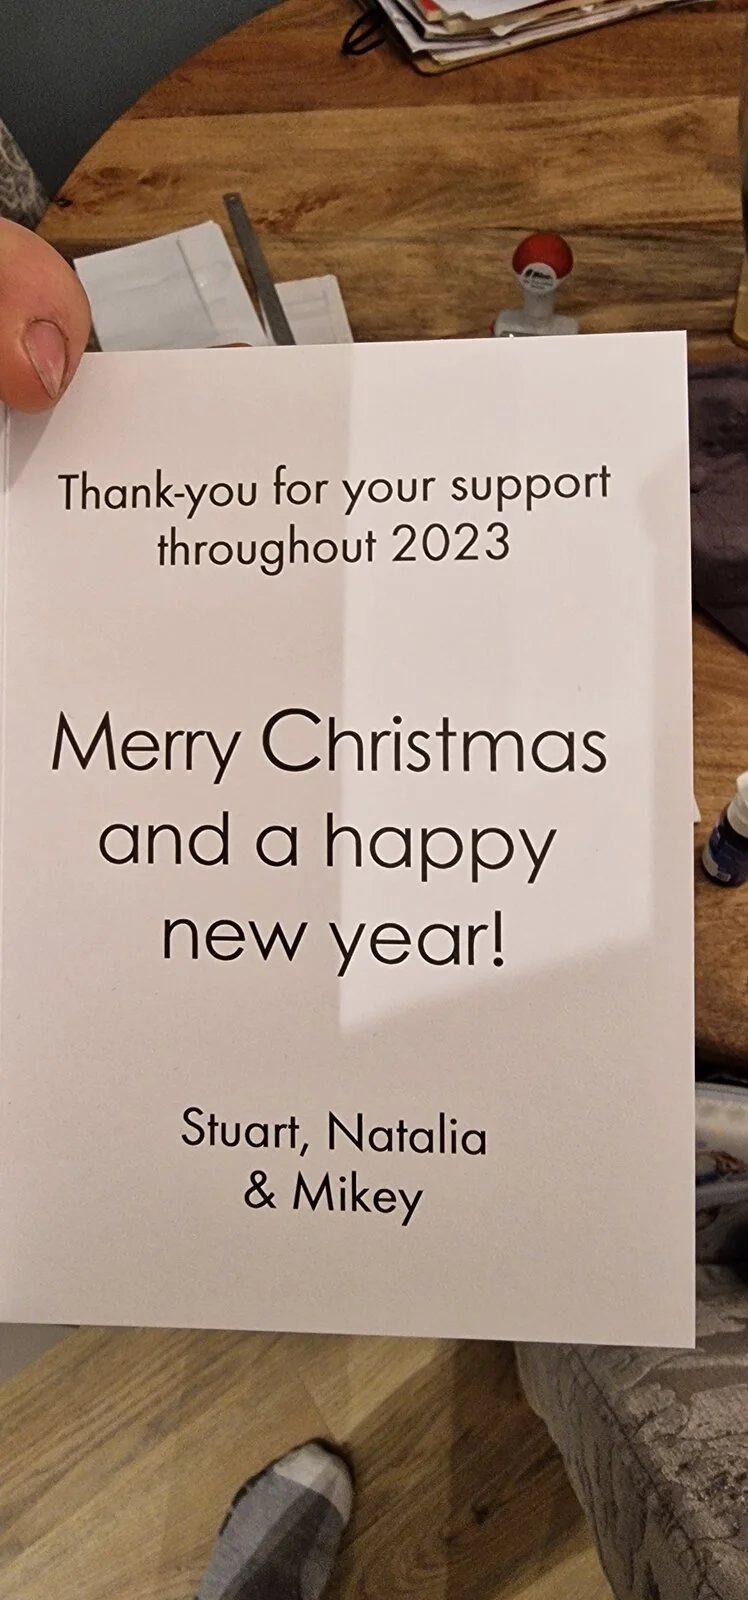 Thank-you for your support
throughout 2023
Merry Christmas
and a happy
new year!
Stuart, Natalia
& Mikey